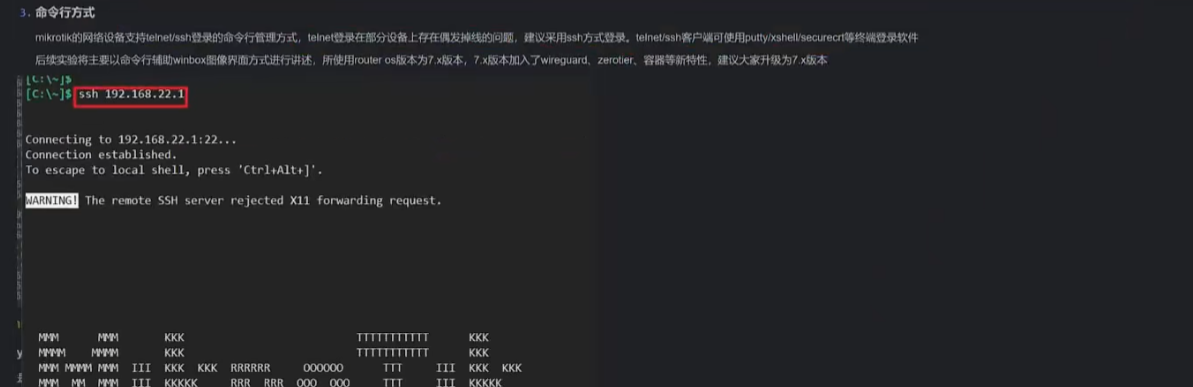 3. 命令行方式
mikrotik的网络设备支持telnet/ssh登录的命令行管理方式，telnet登录在部分设备上存在偶发掉线的问题，建议采用ssh方式登录。telnet/ssh客户端可使用putty/xshell/securecrt等终端登录软件
后续实验将主要以命令行辅助winbox图像界面方式进行讲述，所使用router os版本为7.x版本，7.x版本加入了wireguard、zerotier、容器等新特性，建议大家升级为7.x版本
[C:\~]$
[C:\~]$ ssh 192.168.22.1
Connecting to 192.168.22.1:22...
Connection established.
To escape to local shell, press 'Ctrl+Alt+]'.
WARNING! The remote SSH server rejected X11 forwarding request.
MMM      MMM       KKK                          TTTTTTTTTTT      KKK
MMMM    MMMM       KKK                          TTTTTTTTTTT      KKK
MMM MMMM MMM  III  KKK  KKK  RRRRRR     OOOOOO      TTT     III  KKK  KKK
MMM  MM  MMM  III  KKKKK     RRR  RRR  OOO  OOO     TTT     III  KKKKK